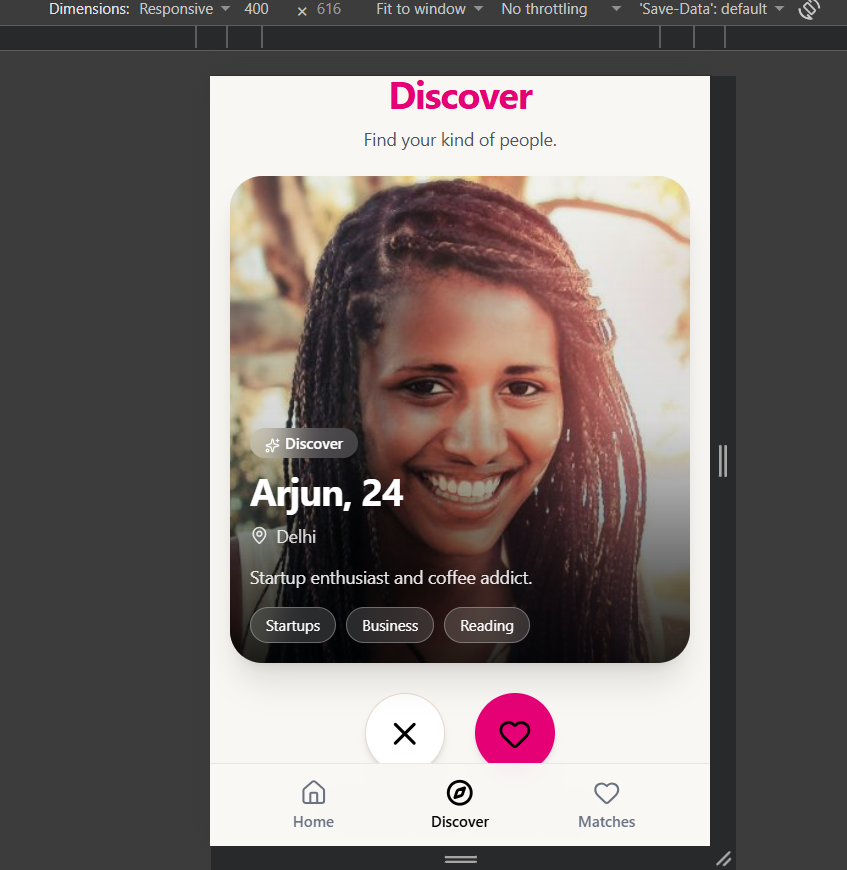 Dimensions: Responsive 400 × 616 Fit to window No throttling 'Save-Data': default
Discover
Find your kind of people.
Discover
Arjun, 24
Delhi
Startup enthusiast and coffee addict.
Startups Business Reading
Home Discover Matches